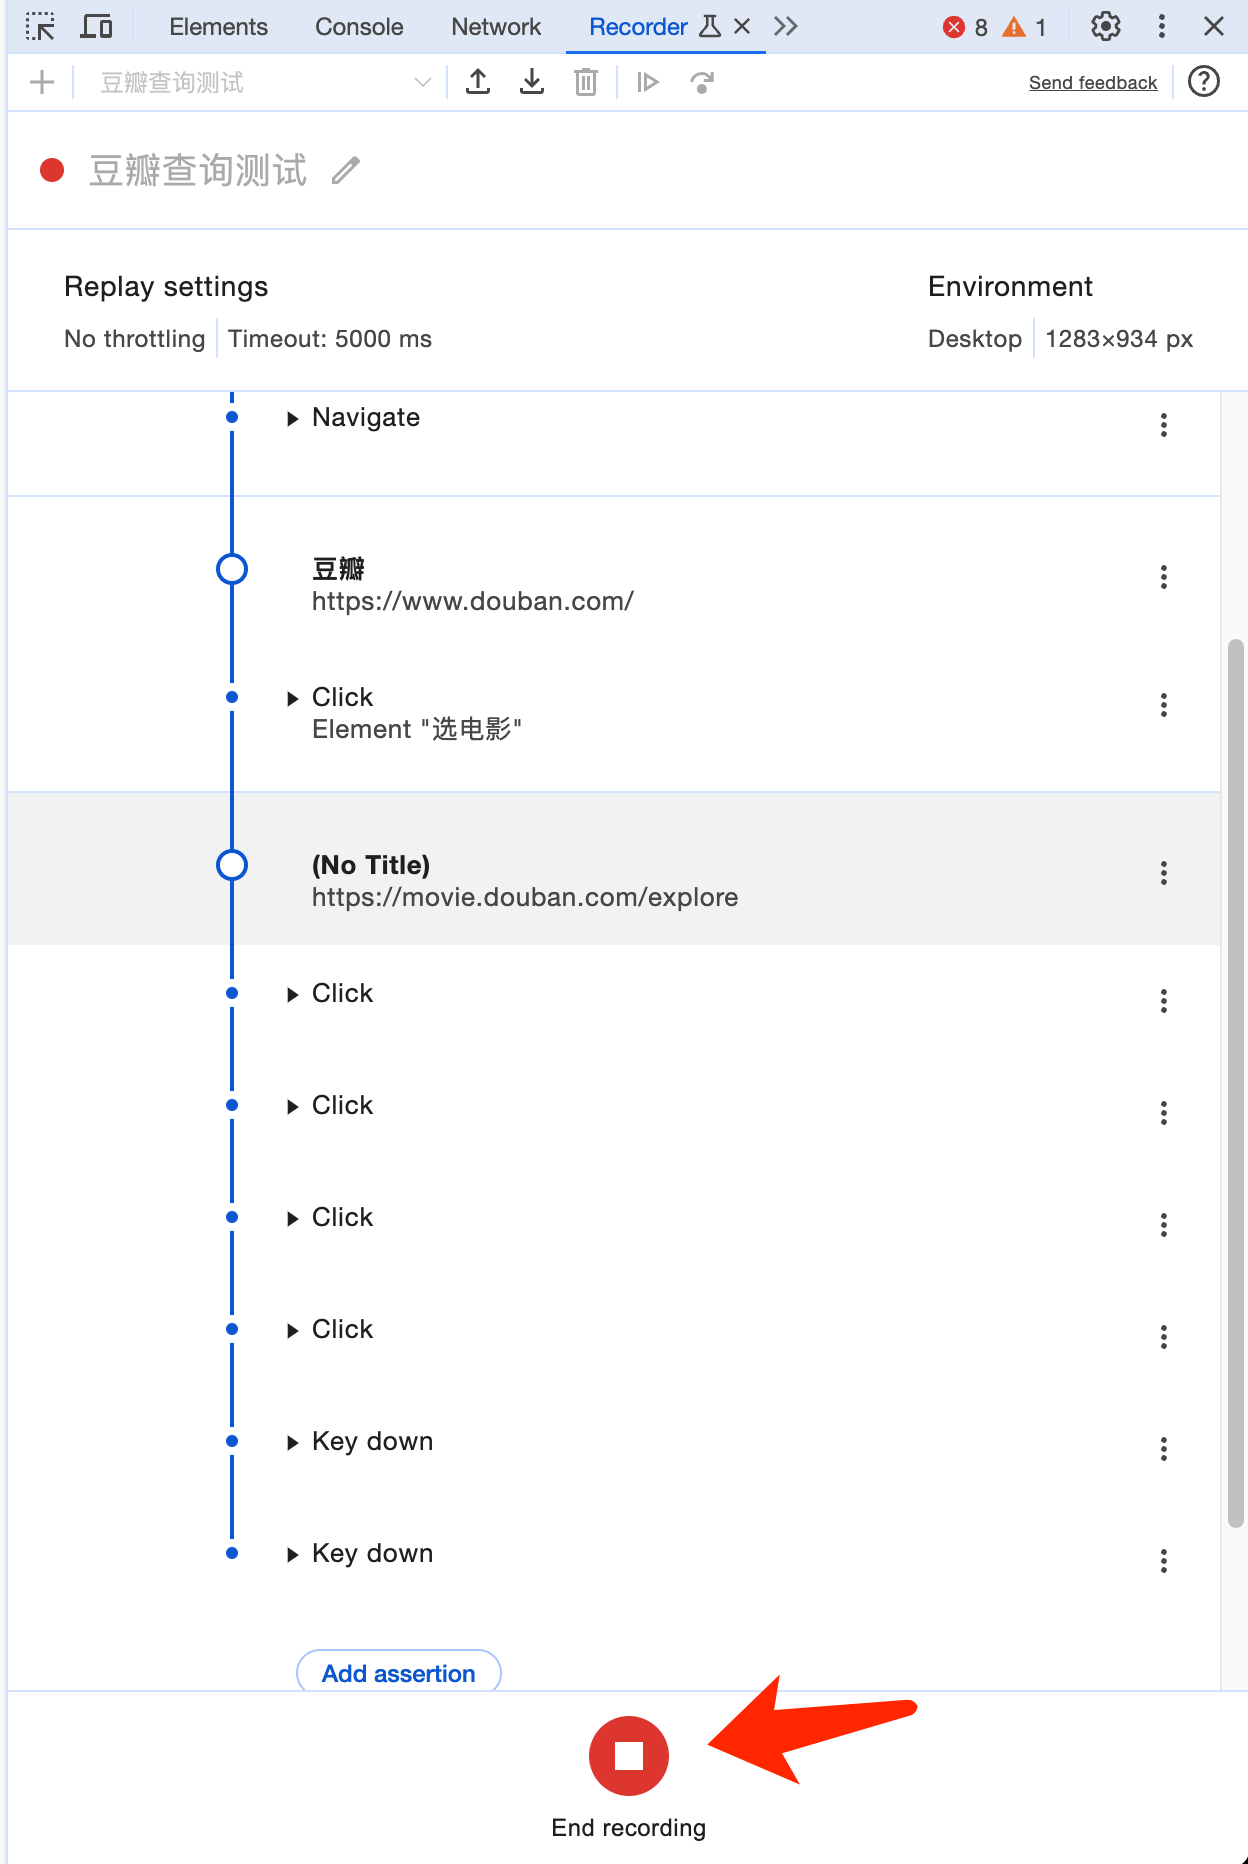 Elements Console Network Recorder 8 1
豆瓣查询测试 Send feedback
豆瓣查询测试
Replay settings Environment
No throttling Timeout: 5000 ms Desktop 1283×934 px
Navigate
豆瓣
https://www.douban.com/
Click
Element "选电影"
(No Title)
https://movie.douban.com/explore
Click
Click
Click
Click
Key down
Key down
Add assertion
End recording